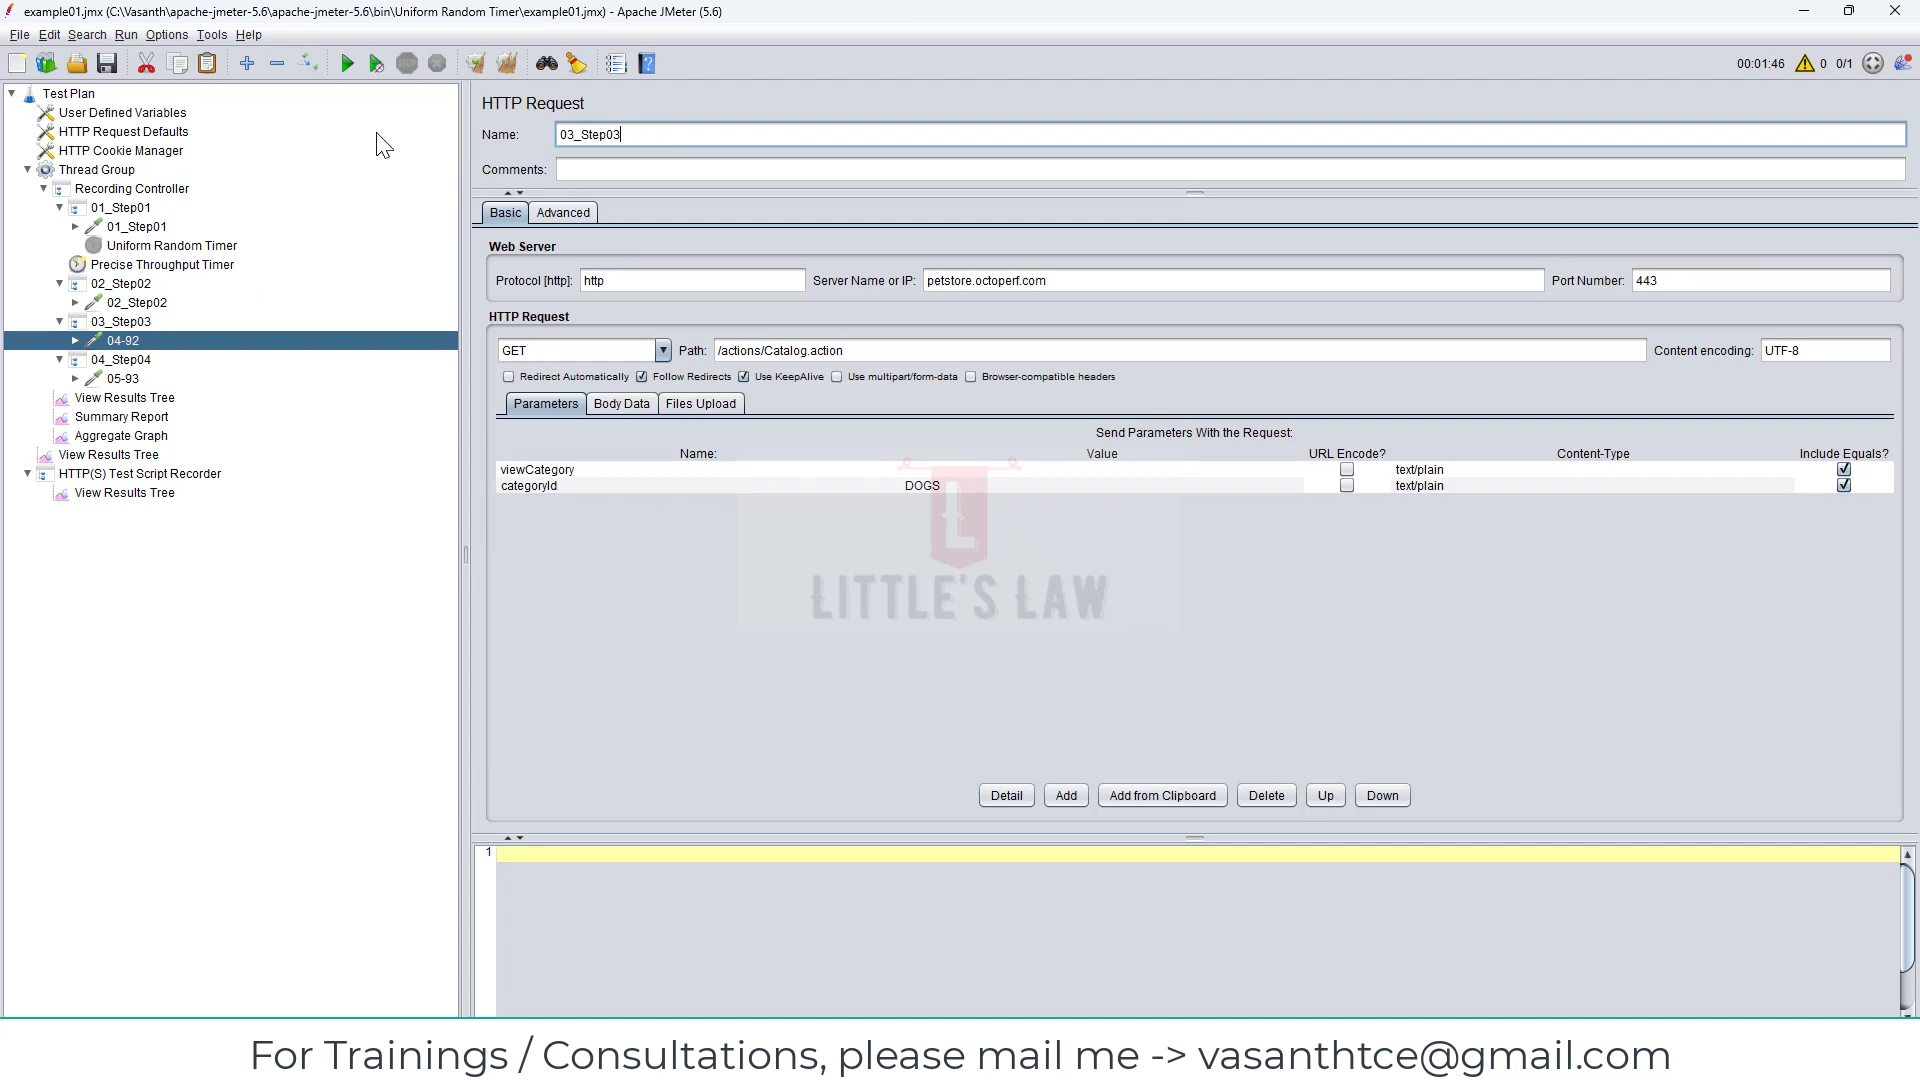 example01.jmx (C:\Vasanth\apache-jmeter-5.6\apache-jmeter-5.6\bin\Uniform Random Timer\example01.jmx) - Apache JMeter (5.6)
File Edit Search Run Options Tools Help
00:01:46 0 0/1
Test Plan
User Defined Variables
HTTP Request Defaults
HTTP Cookie Manager
Thread Group
Recording Controller
01_Step01
01_Step01
Uniform Random Timer
Precise Throughput Timer
02_Step02
02_Step02
03_Step03
04-92
04_Step04
05-93
View Results Tree
Summary Report
Aggregate Graph
View Results Tree
HTTP(S) Test Script Recorder
View Results Tree
HTTP Request
Name: 03_Step03
Comments:
Basic Advanced
Web Server
Protocol [http]: http Server Name or IP: petstore.octoperf.com Port Number: 443
HTTP Request
GET Path: /actions/Catalog.action Content encoding: UTF-8
Redirect Automatically Follow Redirects Use KeepAlive Use multipart/form-data Browser-compatible headers
Parameters Body Data Files Upload
Send Parameters With the Request:
Name: Value URL Encode? Content-Type Include Equals?
viewCategory text/plain
categoryId DOGS text/plain
L
LITTLE'S LAW
Detail Add Add from Clipboard Delete Up Down
1
For Trainings / Consultations, please mail me -> vasanthtce@gmail.com